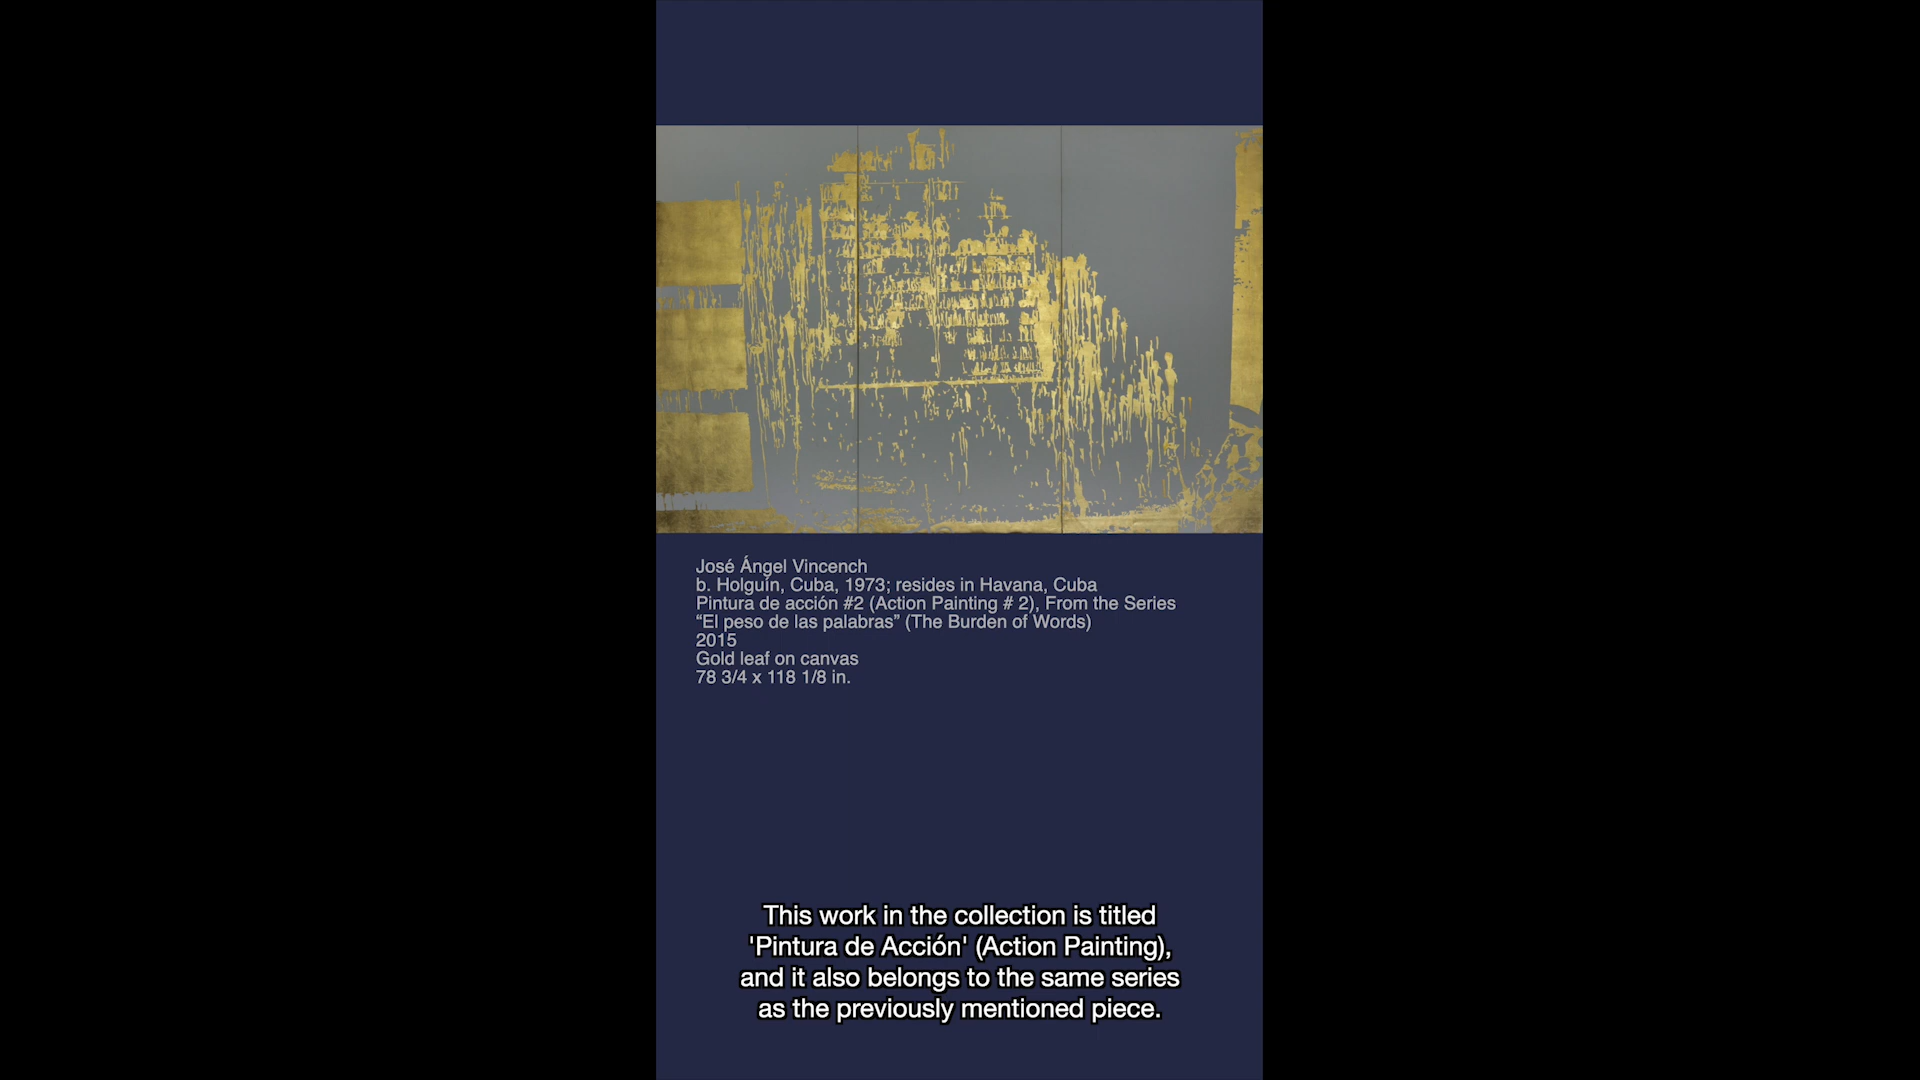 José Ángel Vincench
b. Holguín, Cuba, 1973; resides in Havana, Cuba
Pintura de acción #2 (Action Painting # 2), From the Series
“El peso de las palabras” (The Burden of Words)
2015
Gold leaf on canvas
78 3/4 x 118 1/8 in.
This work in the collection is titled
'Pintura de Acción' (Action Painting),
and it also belongs to the same series
as the previously mentioned piece.